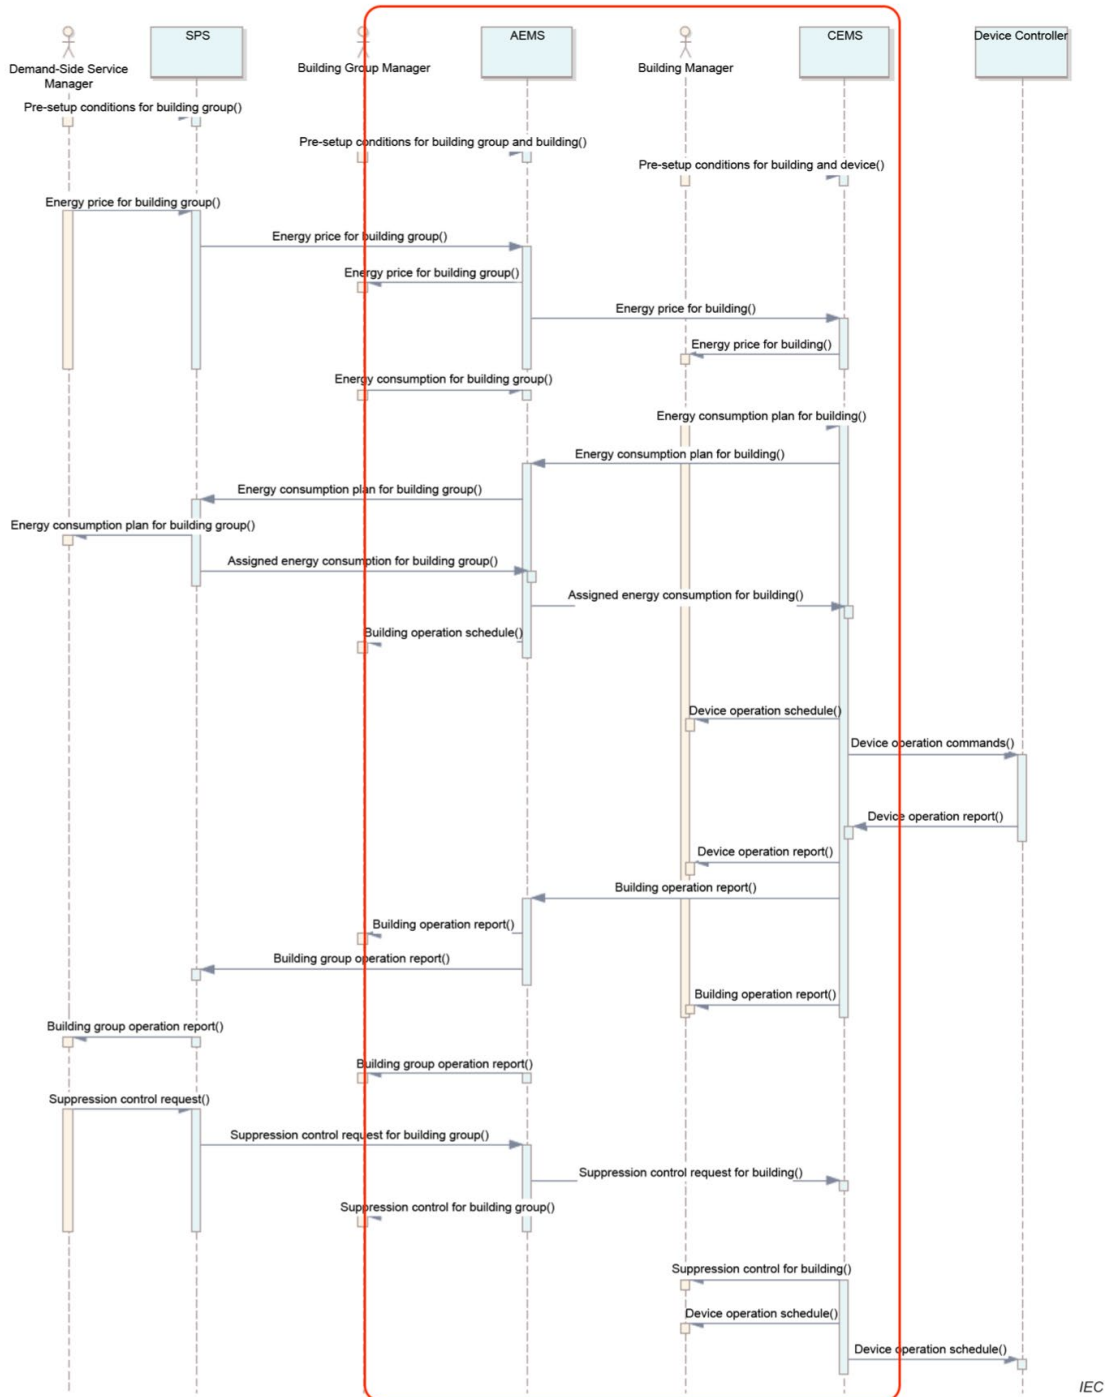 SPS
AEMS
CEMS
Device Controller
Demand-Side Service
Manager
Building Group Manager
Building Manager
Pre-setup conditions for building group()
Pre-setup conditions for building group and building()
Pre-setup conditions for building and device()
Energy price for building group()
Energy price for building group()
Energy price for building group()
Energy price for building()
Energy price for building()
Energy consumption for building group()
Energy consumption plan for building()
Energy consumption plan for building()
Energy consumption plan for building group()
Energy consumption plan for building group()
Assigned energy consumption for building group()
Assigned energy consumption for building()
Building operation schedule()
Device operation schedule()
Device operation commands()
Device operation report()
Device operation report()
Building operation report()
Building operation report()
Building group operation report()
Building operation report()
Building group operation report()
Building group operation report()
Suppression control request()
Suppression control request for building group()
Suppression control request for building()
Suppression control for building group()
Suppression control for building()
Device operation schedule()
Device operation schedule()
IEC